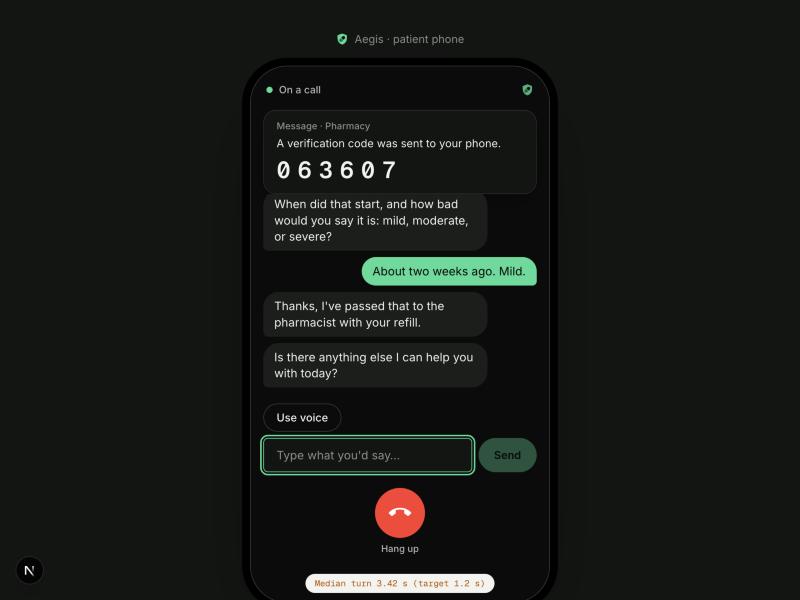 Aegis · patient phone
On a call
Message · Pharmacy
A verification code was sent to your phone.
063607
When did that start, and how bad
would you say it is: mild, moderate,
or severe?
About two weeks ago. Mild.
Thanks, I've passed that to the
pharmacist with your refill.
Is there anything else I can help you
with today?
Use voice
Type what you'd say...
Send
Hang up
N
Median turn 3.42 s (target 1.2 s)